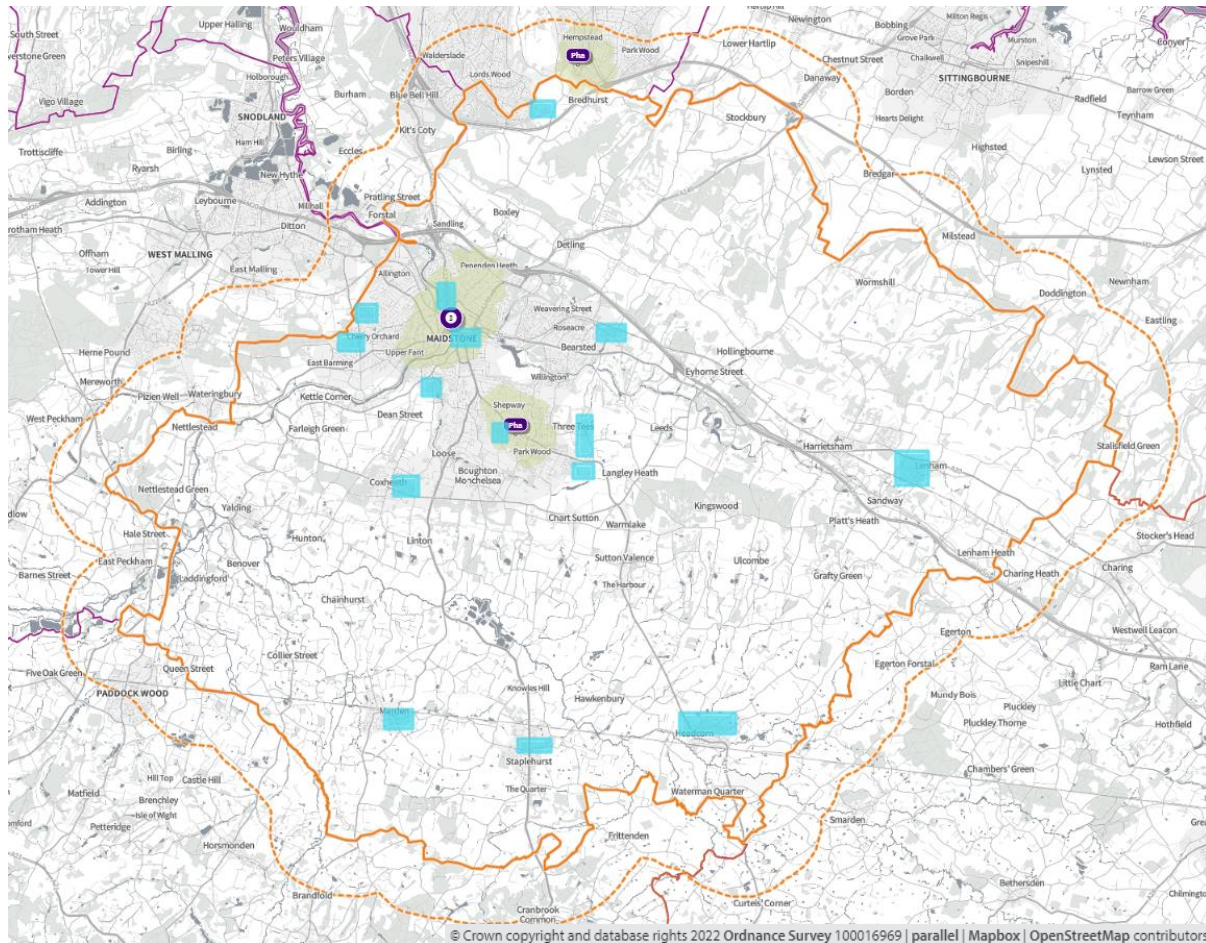 Upper Halling
Wouldham
Hempstead
Newington
Bobbing
Milton Regis
South Street
Peters Village
Walderslade
Pha
Park Wood
Lower Hartlip
Grove Park
Murston
Conyer
Holborough
Lords Wood
Chestnut Street
Chalkwell
Snipeshill
Danaway
SITTINGBOURNE
Vigo Village
Burham
Blue Bell Hill
Bredhurst
Borden
Radfield
Barrow Green
SNODLAND
Stockbury
Hearts Delight
Teynham
Ham Hill
Kit's Coty
Trottiscliffe
Birling
Eccles
Highsted
Lynsted
Lewson Street
Ryarsh
New Hythe
Bredgar
Addington
Leybourne
Millhall
Pratling Street
Forstal
Boxley
Ditton
Sandling
Milstead
Offham
WEST MALLING
Detling
Tower Hill
East Malling
Allington
Penenden Heath
Wormshill
Newnham
Doddington
Weavering Street
Eastling
Cherry Orchard
Roseacre
MAIDSTONE
Bearsted
Herne Pound
East Barming
Upper Fant
Hollingbourne
Mereworth
Willington
Eyhorne Street
Pizien Well
Wateringbury
Kettle Corner
West Peckham
Dean Street
Shepway
Nettlestead
Farleigh Green
Pha
Three Tees
Leeds
Harrietsham
Stalisfield Green
Loose
Park Wood
Lenham
Nettlestead Green
Coxheath
Boughton
Monchelsea
Langley Heath
Sandway
Yalding
Kingswood
Chart Sutton
Platt's Heath
Hale Street
Hunton
Linton
Warmlake
Stocker's Head
East Peckham
Benover
Sutton Valence
Ulcombe
Lenham Heath
Charing
Barnes Street
Laddingford
The Harbour
Grafty Green
Charing Heath
Chainhurst
Westwell Leacon
Egerton
Collier Street
Ram Lane
Five Oak Green
Queen Street
Egerton Forstal
Little Chart
PADDOCK WOOD
Knowles Hill
Hawkenbury
Mundy Bois
Pluckley
Marden
Pluckley Thorne
Hothfield
Headcorn
Staplehurst
Hill Top
Castle Hill
Chambers' Green
Matfield
The Quarter
Waterman Quarter
Brenchley
Isle of Wight
Smarden
Petteridge
Frittenden
Horsmonden
Bethersden
Brandfold
Cranbrook
Common
Curteis' Corner
© Crown copyright and database rights 2022 Ordnance Survey 100016969 | parallel | Mapbox | OpenStreetMap contributors